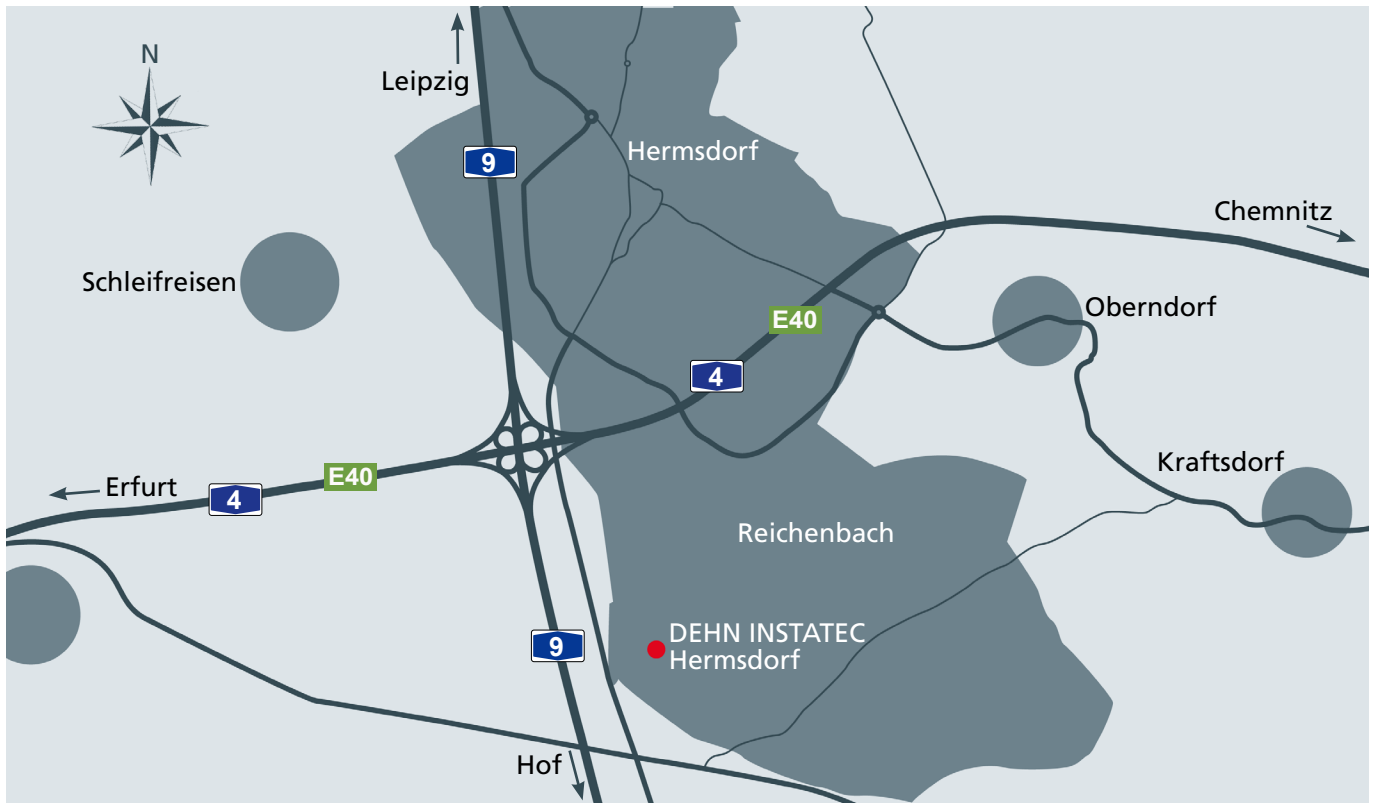 N
Leipzig
9
Hermsdorf
Chemnitz
Schleifreisen
E40
Oberndorf
4
Kraftsdorf
E40
Erfurt
4
Reichenbach
DEHN INSTATEC
Hermsdorf
9
Hof